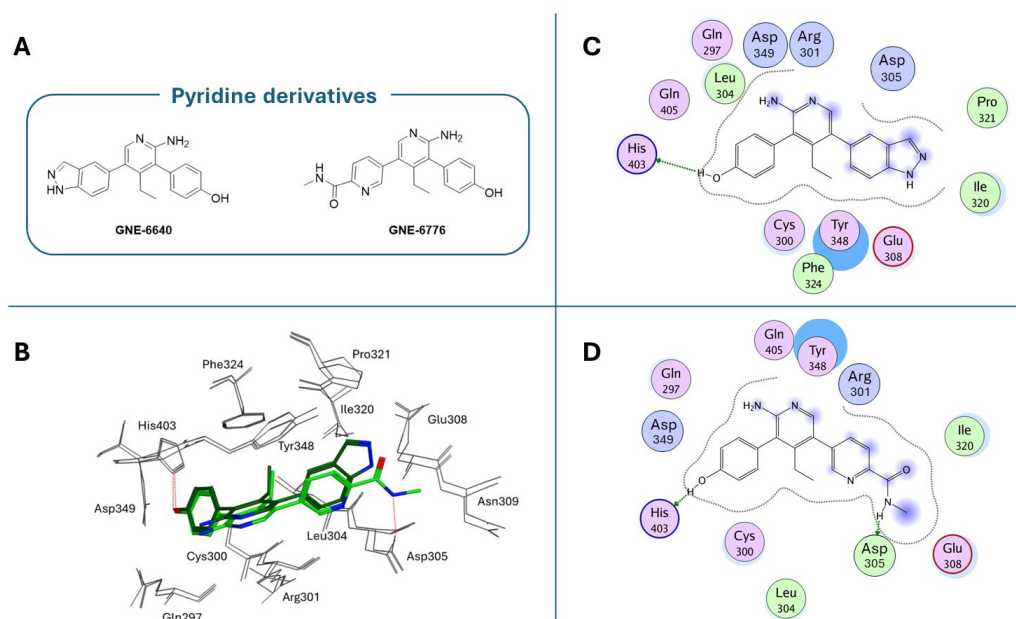 A
Pyridine derivatives
N
NH₂
N
HN
OH
GNE-6640
N
NH₂
H
N
N
O
OH
GNE-6776
B
Pro321
Phe324
Ile320
His403
Glu308
Tyr348
Asp349
Asn309
Leu304
Cys300
Asp305
Arg301
Gln297
C
Gln
297
Asp
349
Arg
301
Asp
305
Leu
304
Gln
405
Pro
321
H₂N
N
His
403
H
O
N
NH
Ile
320
Cys
300
Tyr
348
Glu
308
Phe
324
D
Gln
405
Tyr
348
Gln
297
Arg
301
H₂N
N
Asp
349
Ile
320
O
H
N
O
N
H
His
403
Cys
300
Asp
305
Glu
308
Leu
304